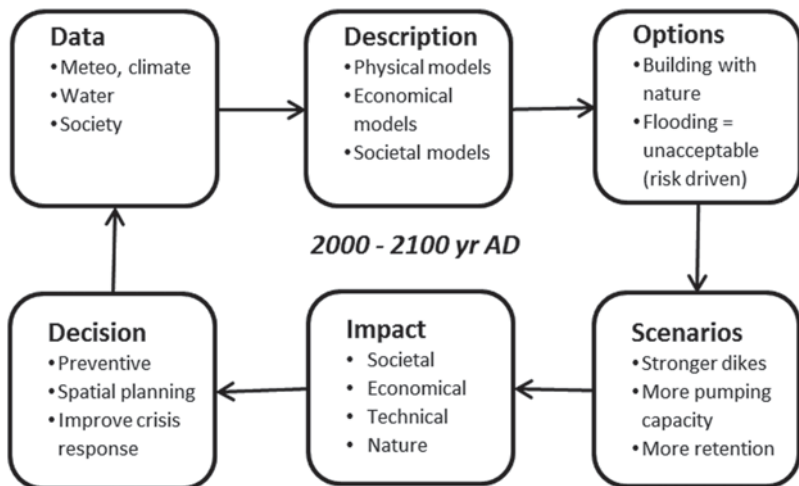 Data
• Meteo, climate
• Water
• Society
Description
• Physical models
• Economical
models
• Societal models
Options
• Building with
nature
• Flooding =
unacceptable
(risk driven)
2000 - 2100 yr AD
Decision
• Preventive
• Spatial planning
• Improve crisis
response
Impact
• Societal
• Economical
• Technical
• Nature
Scenarios
• Stronger dikes
• More pumping
capacity
• More retention